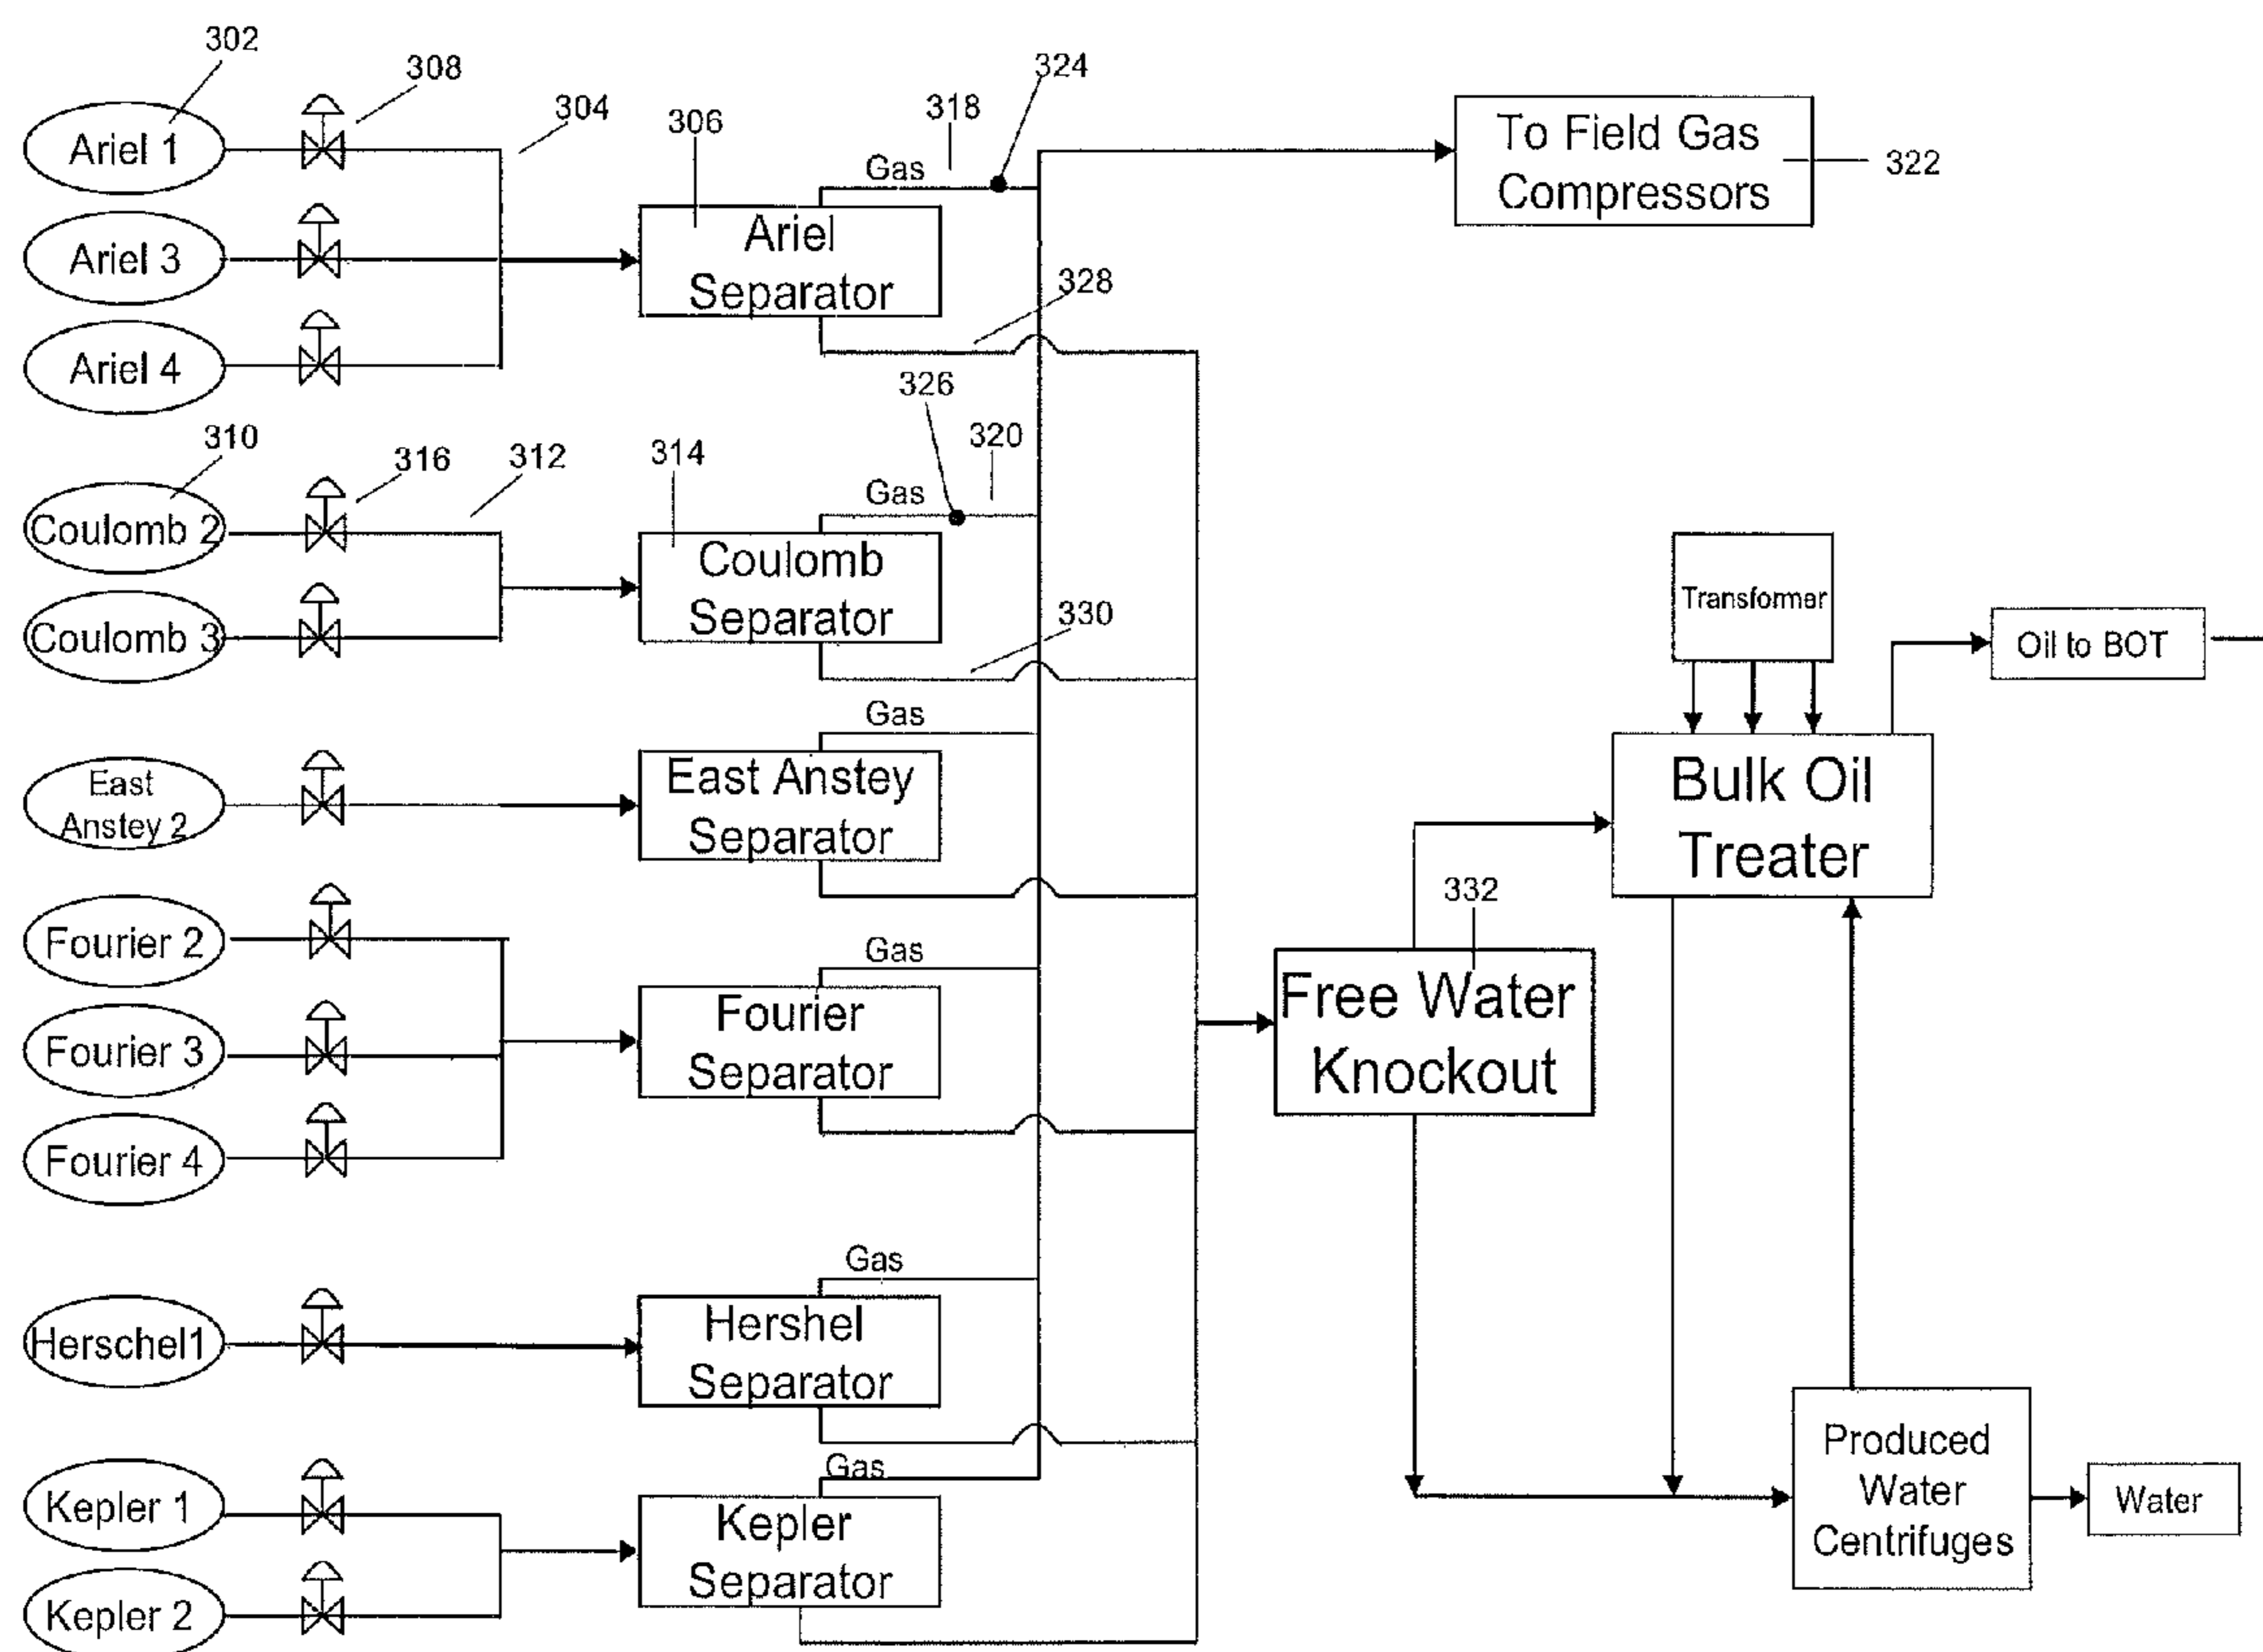 302
308
304
306
318
324
Ariel 1
Gas
To Field Gas
Compressors
322
Ariel 3
Ariel
Separator
328
Ariel 4
326
320
310
316
312
314
Coulomb 2
Gas
Coulomb
Separator
330
Coulomb 3
Transformer
Oil to BOT
Gas
East
Anstey 2
East Anstey
Separator
Bulk Oil
Treater
332
Fourier 2
Gas
Fourier 3
Fourier
Separator
Free Water
Knockout
Fourier 4
Gas
Herschel1
Hershel
Separator
Gas
Kepler 1
Kepler
Separator
Kepler 2
Produced
Water
Centrifuges
Water